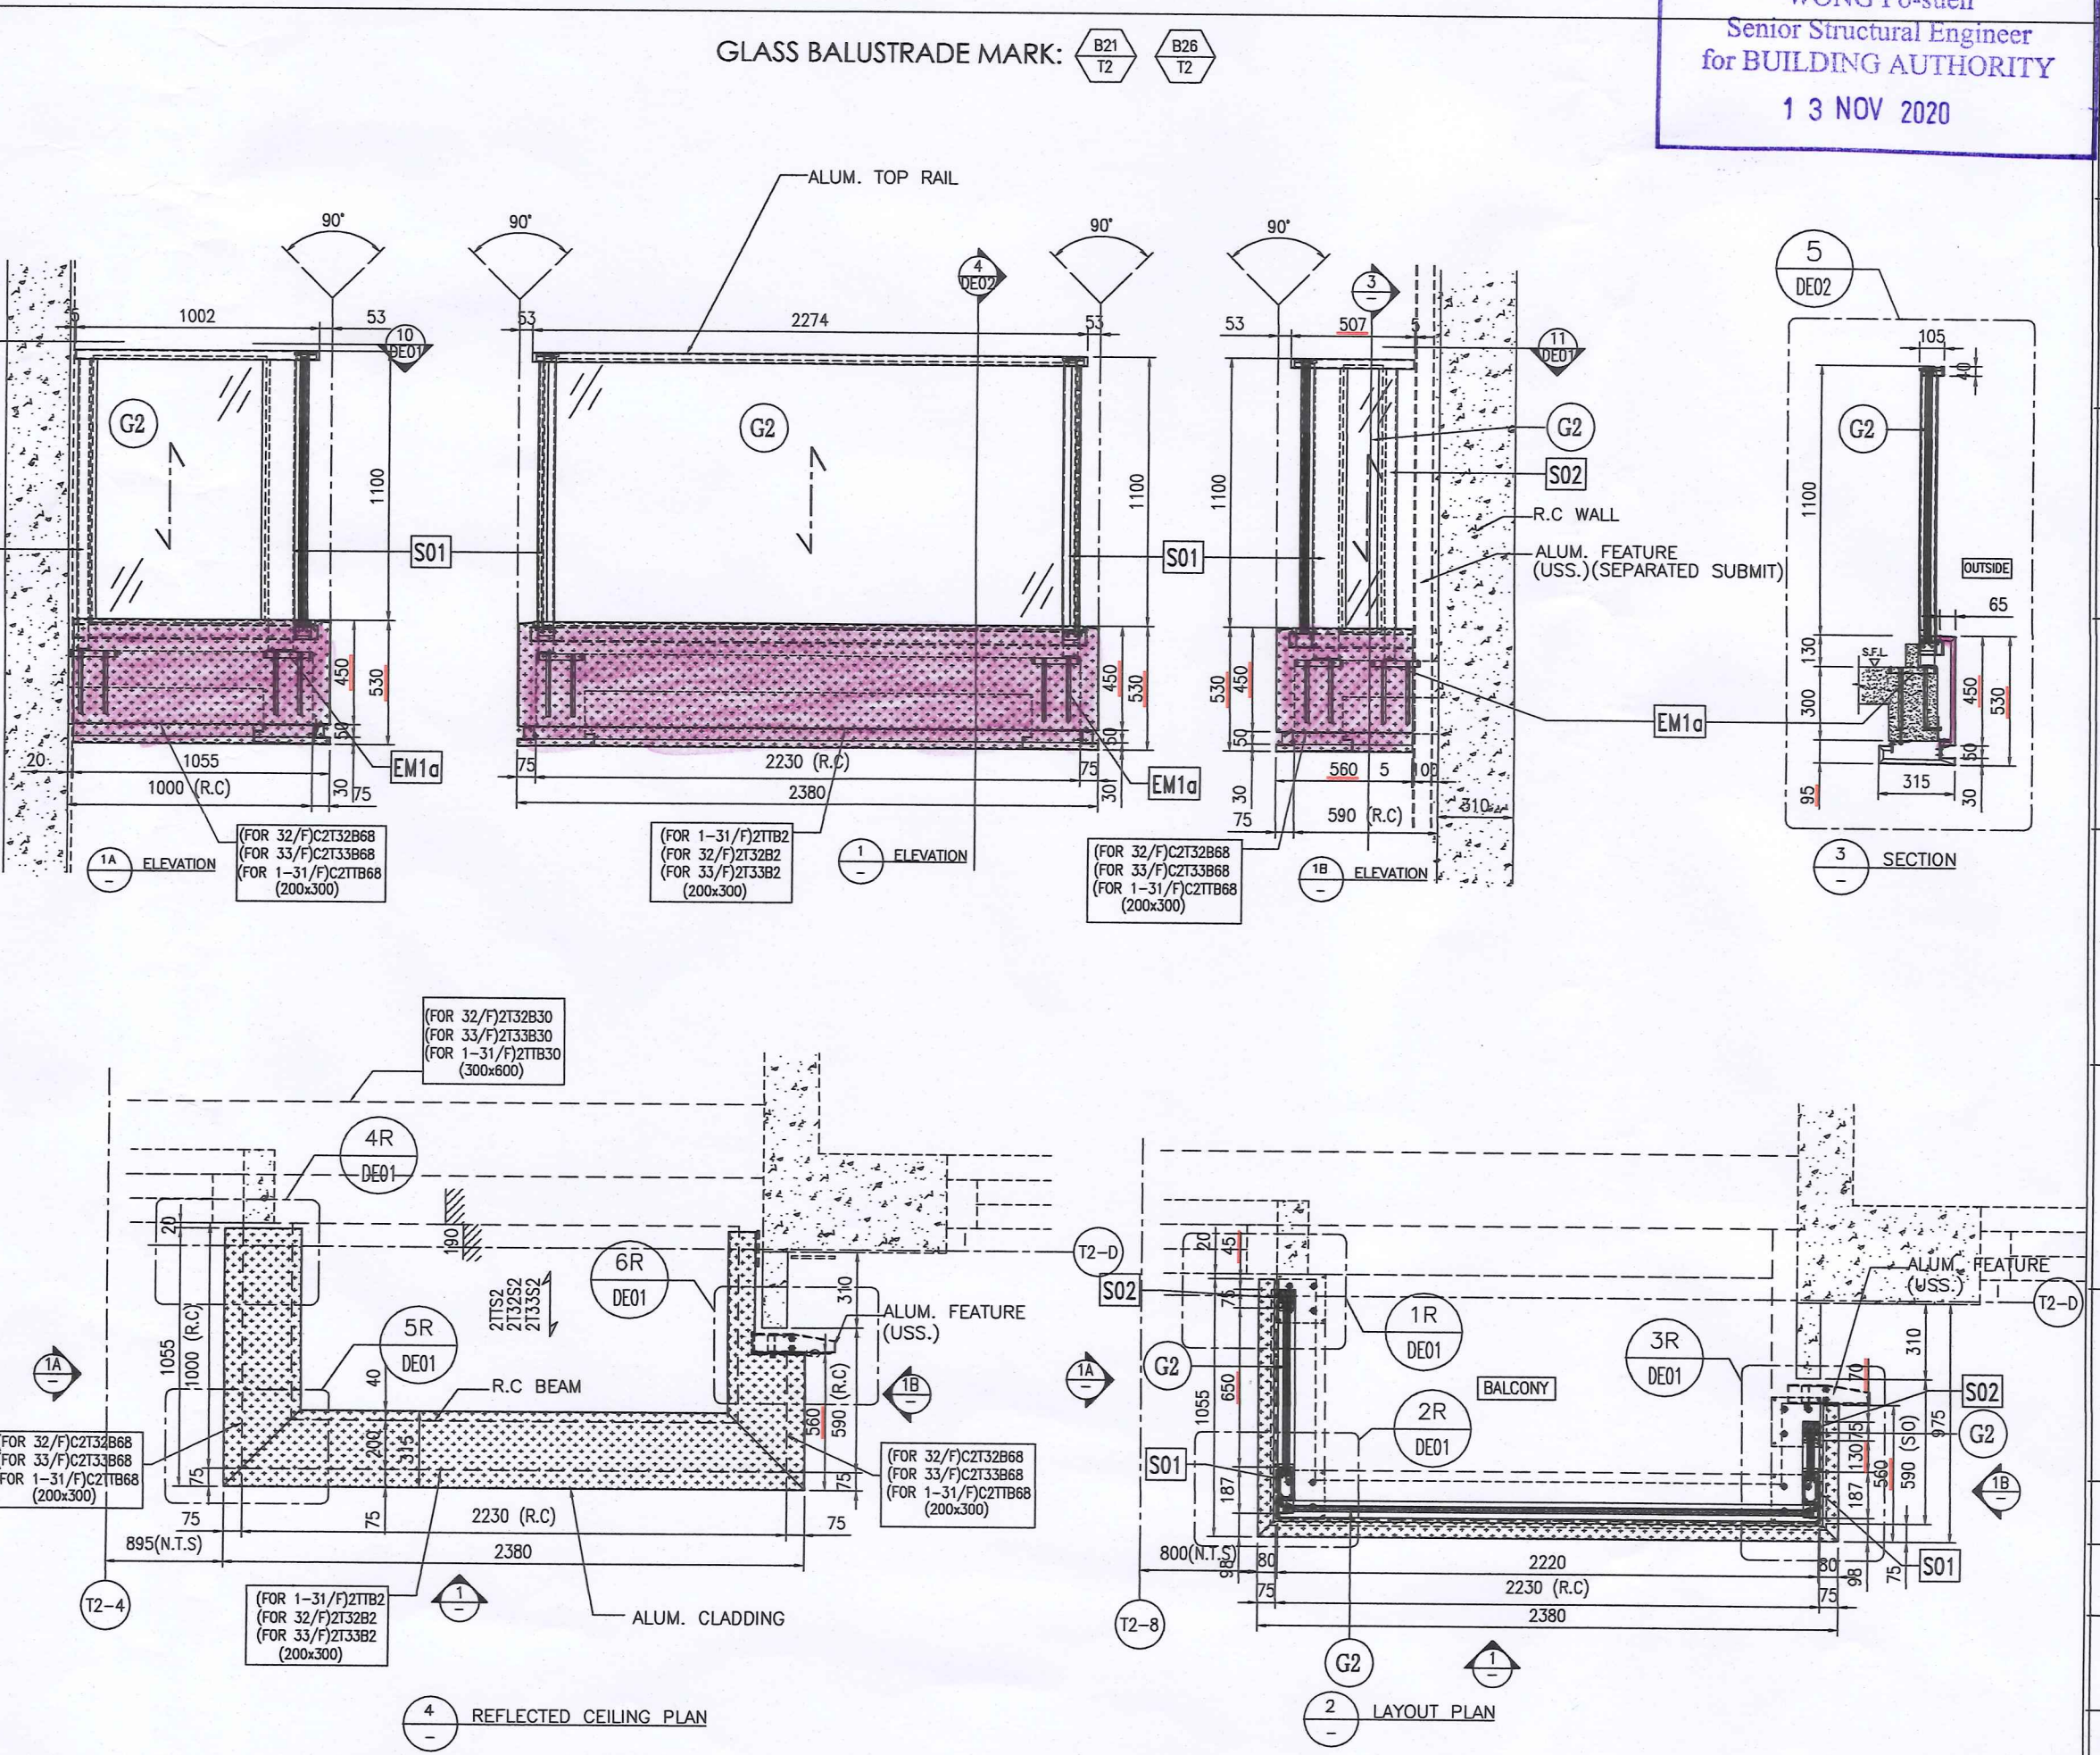 Senior Structural Engineer
for BUILDING AUTHORITY
1 3 NOV 2020
GLASS BALUSTRADE MARK:
B21
T2
B26
T2
ALUM. TOP RAIL
90°
90°
90°
90°
4
DE02
3
–
5
DE02
5
1002
53
10
DE01
53
2274
53
53
507
5
11
DE01
105
40
G2
G2
G2
S02
G2
1100
1100
1100
1100
S01
S01
R.C WALL
ALUM. FEATURE
(USS.)(SEPARATED SUBMIT)
OUTSIDE
65
S.F.L
130
300
95
450
530
50
30
315
450
530
50
30
450
530
50
30
530
450
50
30
EM1a
EM1a
EM1a
20
1055
1000 (R.C)
75
75
2230 (R.C)
75
2380
560
5
100
75
590 (R.C)
310
(FOR 32/F)C2T32B68
(FOR 33/F)C2T33B68
(FOR 1-31/F)C2TTB68
(200x300)
(FOR 1-31/F)2TTB2
(FOR 32/F)2T32B2
(FOR 33/F)2T33B2
(200x300)
(FOR 32/F)C2T32B68
(FOR 33/F)C2T33B68
(FOR 1-31/F)C2TTB68
(200x300)
1A
–
ELEVATION
1
–
ELEVATION
1B
–
ELEVATION
3
–
SECTION
(FOR 32/F)2T32B30
(FOR 33/F)2T33B30
(FOR 1-31/F)2TTB30
(300x600)
4R
DE01
20
190
2TTS2
2T32S2
2T33S2
6R
DE01
5R
DE01
T2-D
310
ALUM. FEATURE
(USS.)
5
1055
1000 (R.C)
1A
–
40
R.C BEAM
1B
–
560
590 (R.C)
200
315
75
75
75
FOR 32/F)C2T32B68
FOR 33/F)C2T33B68
FOR 1-31/F)C2TTB68
(200x300)
(FOR 32/F)C2T32B68
(FOR 33/F)C2T33B68
(FOR 1-31/F)C2TTB68
(200x300)
75
2230 (R.C)
75
895(N.T.S)
2380
T2-4
(FOR 1-31/F)2TTB2
(FOR 32/F)2T32B2
(FOR 33/F)2T33B2
(200x300)
1
–
ALUM. CLADDING
4
–
REFLECTED CEILING PLAN
20
451
75
S02
G2
1A
–
1R
DE01
3R
DE01
ALUM. FEATURE
(USS.)
T2-D
310
70
S02
BALCONY
1055
650
2R
DE01
S01
187
98
G2
75
130
187
98
560
590 (S)O)
975
75
1B
–
S01
800(N.T.S)
80
2220
80
75
2230 (R.C)
75
2380
T2-8
G2
1
–
2
–
LAYOUT PLAN